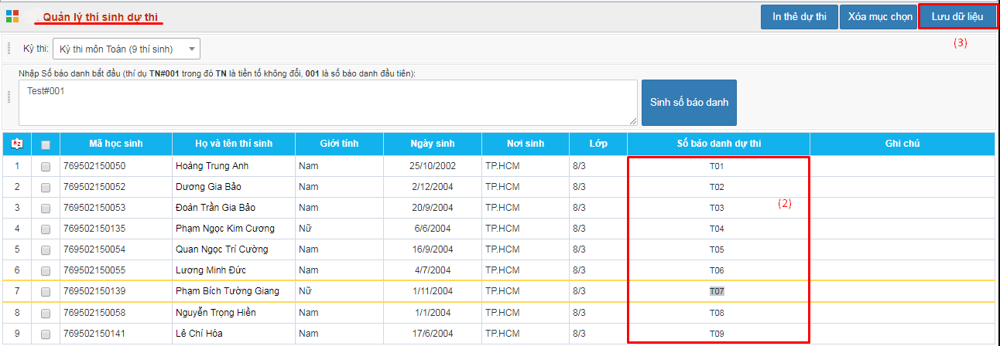 . Quản lý thí sinh dự thi
In thẻ dự thi Xóa mục chọn Lưu dữ liệu
(3)
Kỳ thi: Kỳ thi môn Toán (9 thí sinh)
Nhập Số báo danh bắt đầu (thí dụ TN#001 trong đó TN là tiền tố không đổi, 001 là số báo danh đầu tiên):
Test#001
Sinh số báo danh
Mã học sinh Họ và tên thí sinh Giới tính Ngày sinh Nơi sinh Lớp Số báo danh dự thi Ghi chú
1 769502150050 Hoàng Trung Anh Nam 25/10/2002 TP.HCM 8/3 T01
2 769502150052 Dương Gia Bảo Nam 2/12/2004 TP.HCM 8/3 T02
3 769502150053 Đoàn Trần Gia Bảo Nam 20/9/2004 TP.HCM 8/3 T03
(2)
4 769502150135 Phạm Ngọc Kim Cương Nữ 6/6/2004 TP.HCM 8/3 T04
5 769502150054 Quan Ngọc Trí Cường Nam 16/9/2004 TP.HCM 8/3 T05
6 769502150055 Lương Minh Đức Nam 4/7/2004 TP.HCM 8/3 T06
7 769502150139 Phạm Bích Tường Giang Nữ 1/11/2004 TP.HCM 8/3 T07
8 769502150058 Nguyễn Trọng Hiền Nam 1/1/2004 TP.HCM 8/3 T08
9 769502150141 Lê Chí Hóa Nam 17/6/2004 TP.HCM 8/3 T09